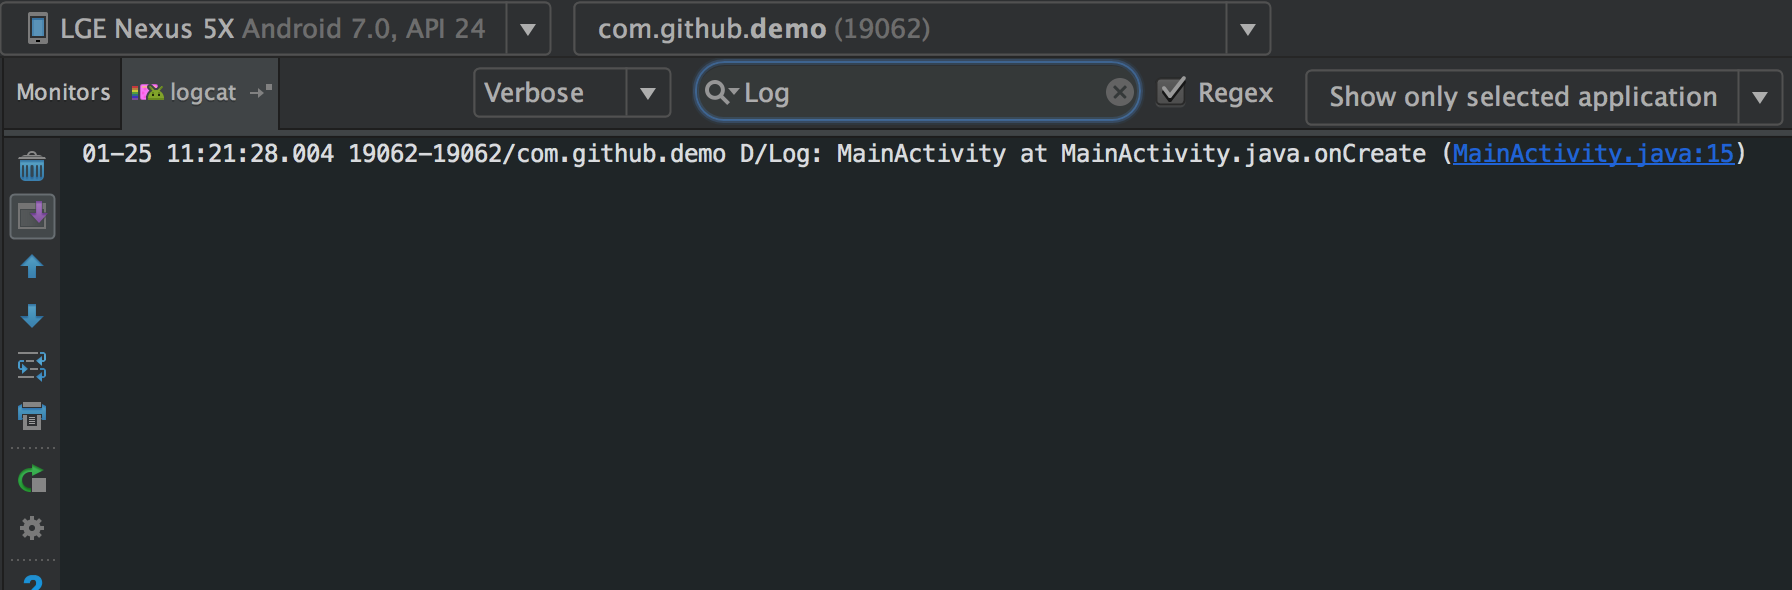 LGE Nexus 5X Android 7.0, API 24 com.github.demo (19062)
Monitors logcat Verbose Log Regex Show only selected application
01-25 11:21:28.004 19062-19062/com.github.demo D/Log: MainActivity at MainActivity.java.onCreate (MainActivity.java:15)
?